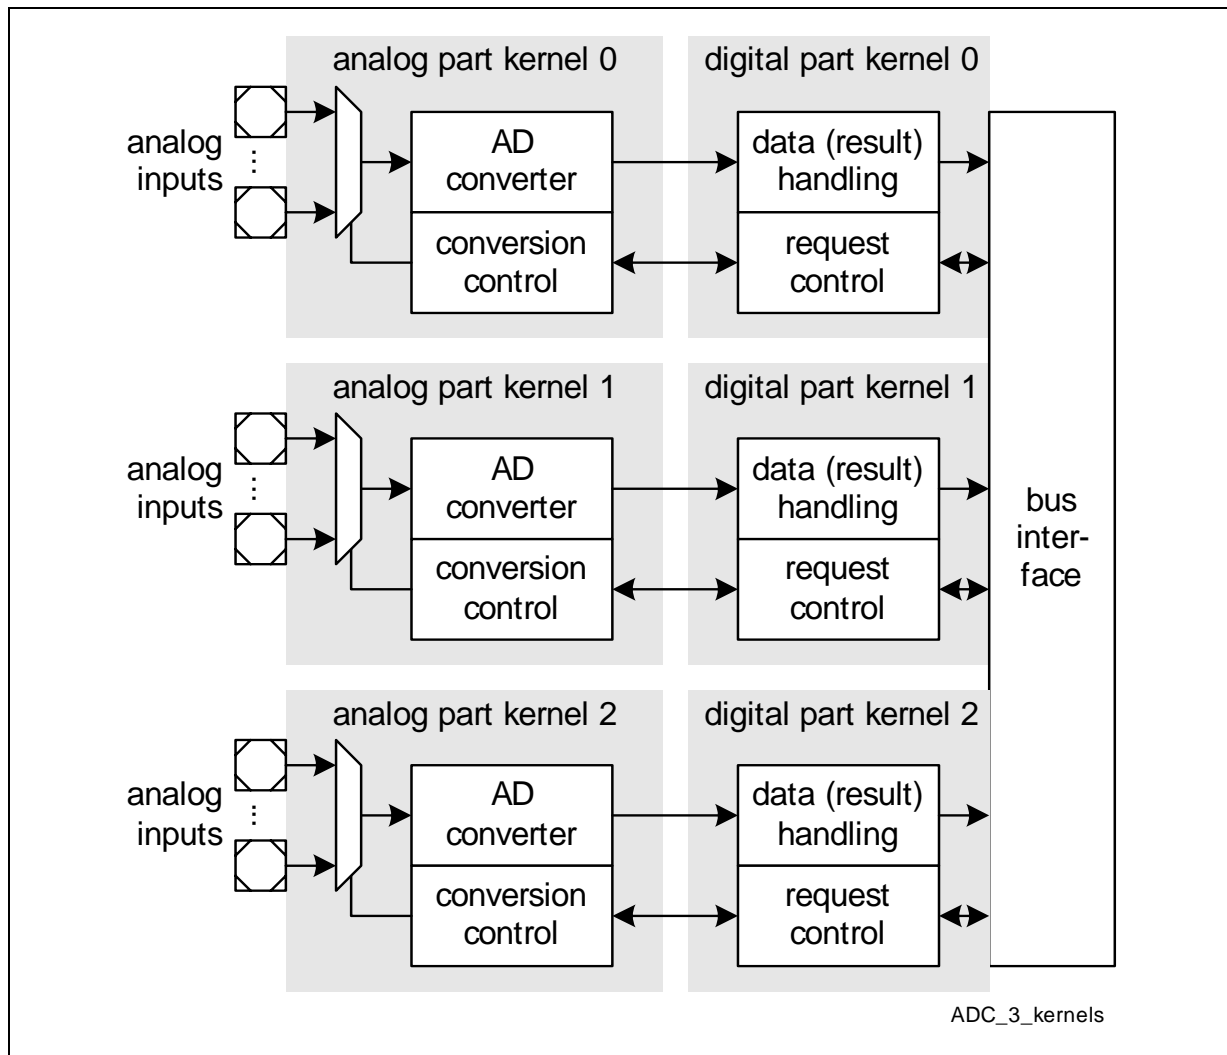 analog part kernel 0
digital part kernel 0
analog
inputs
...
AD
converter
data (result)
handling
conversion
control
request
control
analog part kernel 1
digital part kernel 1
analog
inputs
...
AD
converter
data (result)
handling
conversion
control
request
control
bus
inter-
face
analog part kernel 2
digital part kernel 2
analog
inputs
...
AD
converter
data (result)
handling
conversion
control
request
control
ADC_3_kernels